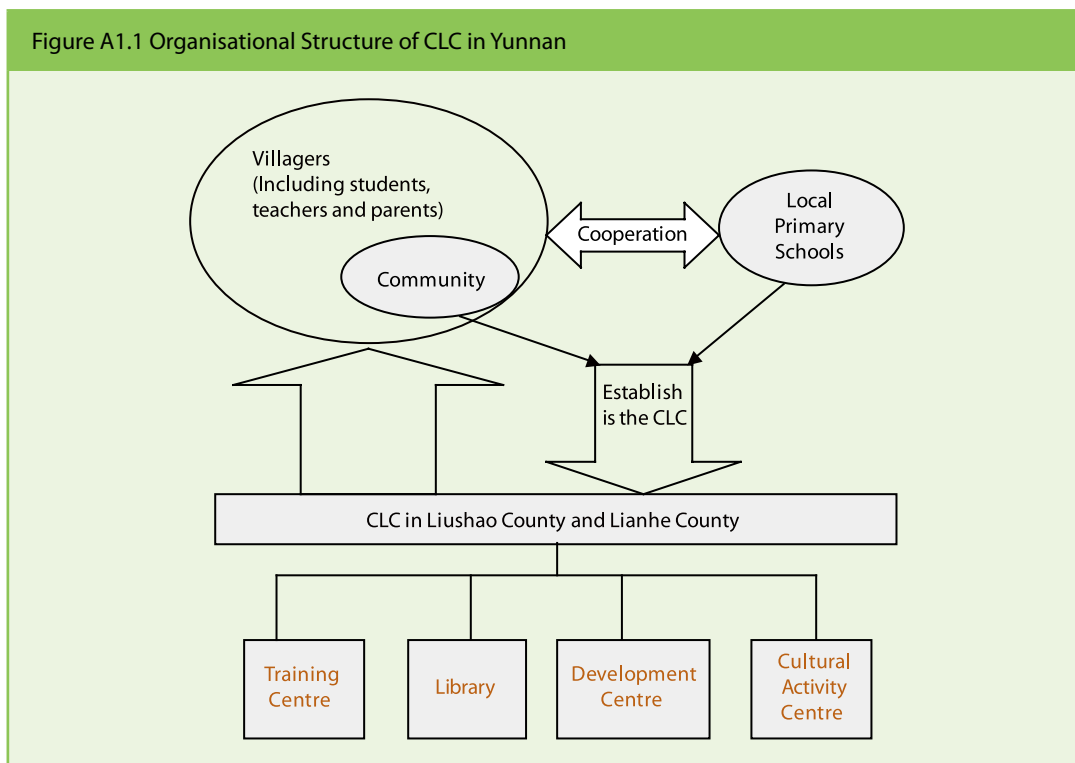 Figure A1.1 Organisational Structure of CLC in Yunnan
Villagers
(Including students,
teachers and parents)
Community
Cooperation
Local
Primary
Schools
Establish
is the CLC
CLC in Liushao County and Lianhe County
Training
Centre
Library
Development
Centre
Cultural
Activity
Centre